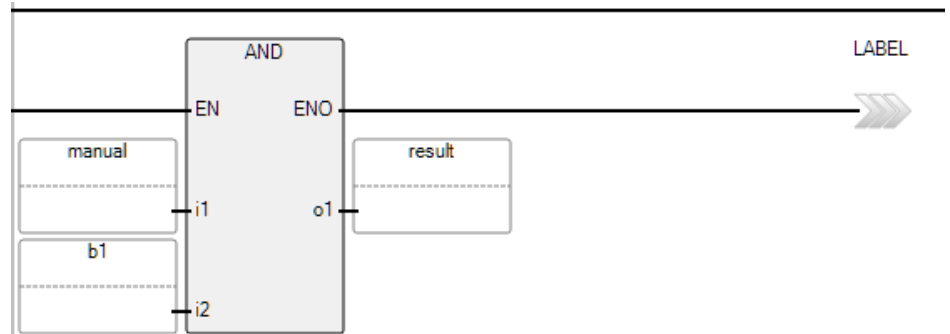 AND
LABEL
EN ENO
manual
result
i1 o1
b1
i2